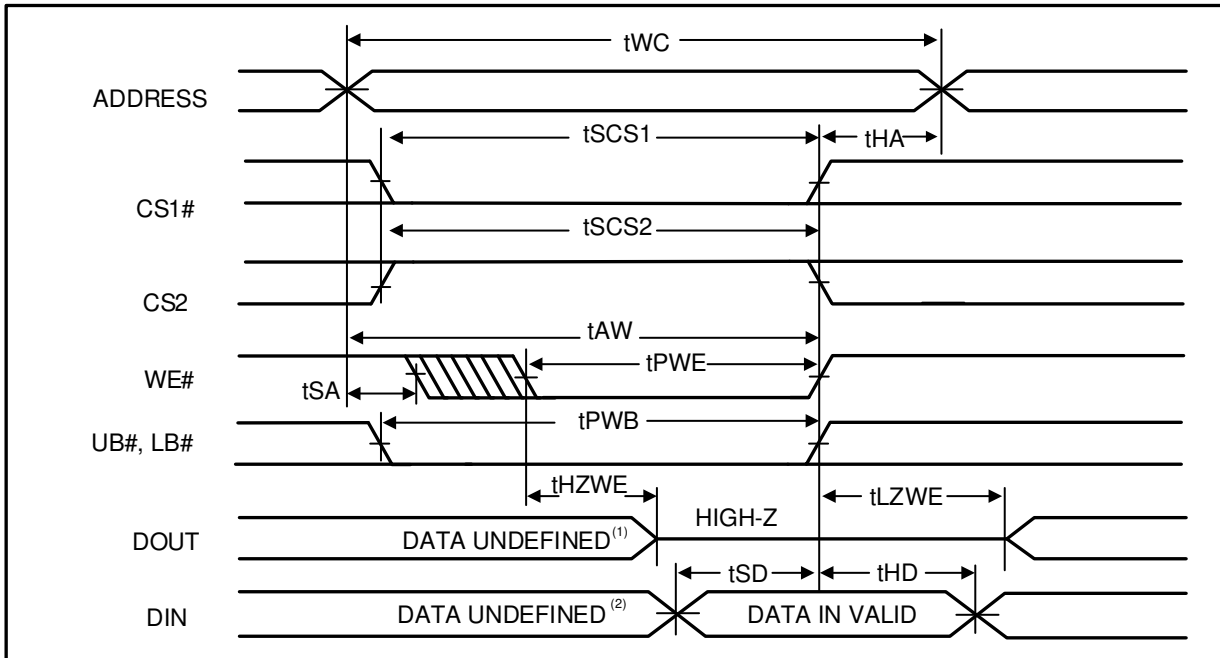 tWC
ADDRESS
tSCS1
tHA
CS1#
tSCS2
CS2
tAW
WE#
tPWE
tSA
tPWB
UB#, LB#
tHZWE
tLZWE
HIGH-Z
DOUT
DATA UNDEFINED(1)
tSD
tHD
DIN
DATA UNDEFINED(2)
DATA IN VALID